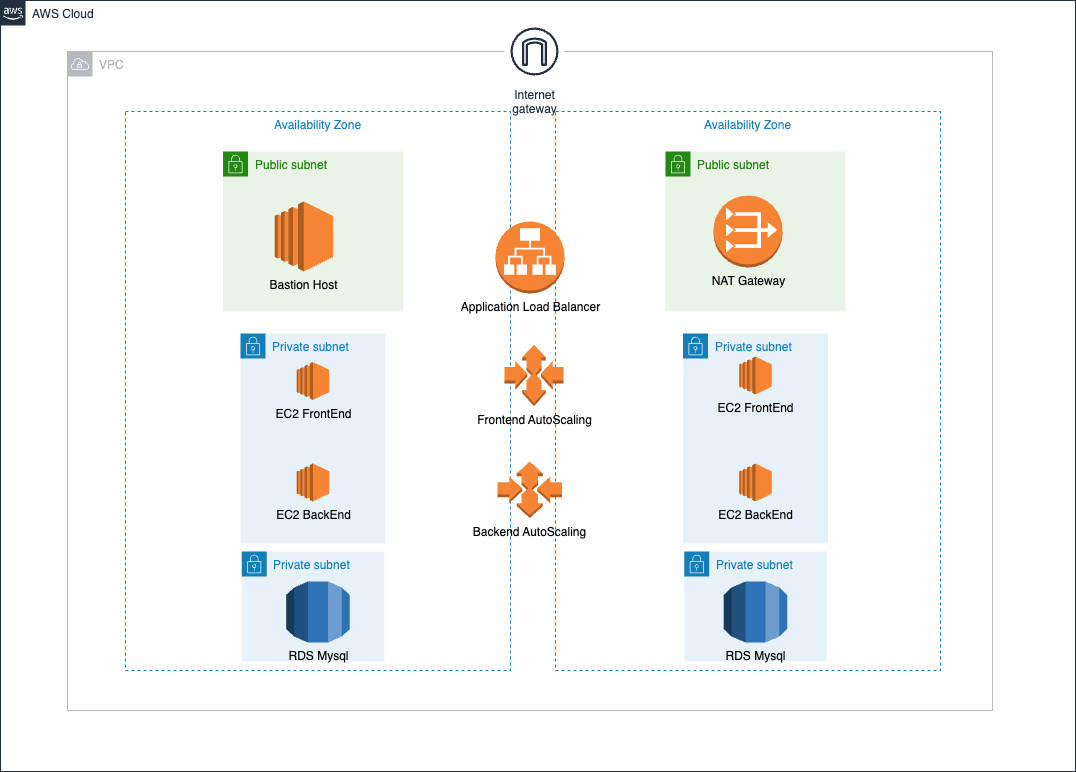 aws
AWS Cloud
VPC
Internet
gateway
Availability Zone
Availability Zone
Public subnet
Public subnet
Bastion Host
NAT Gateway
Application Load Balancer
Private subnet
Private subnet
EC2 FrontEnd
EC2 FrontEnd
Frontend AutoScaling
EC2 BackEnd
EC2 BackEnd
Backend AutoScaling
Private subnet
Private subnet
RDS Mysql
RDS Mysql